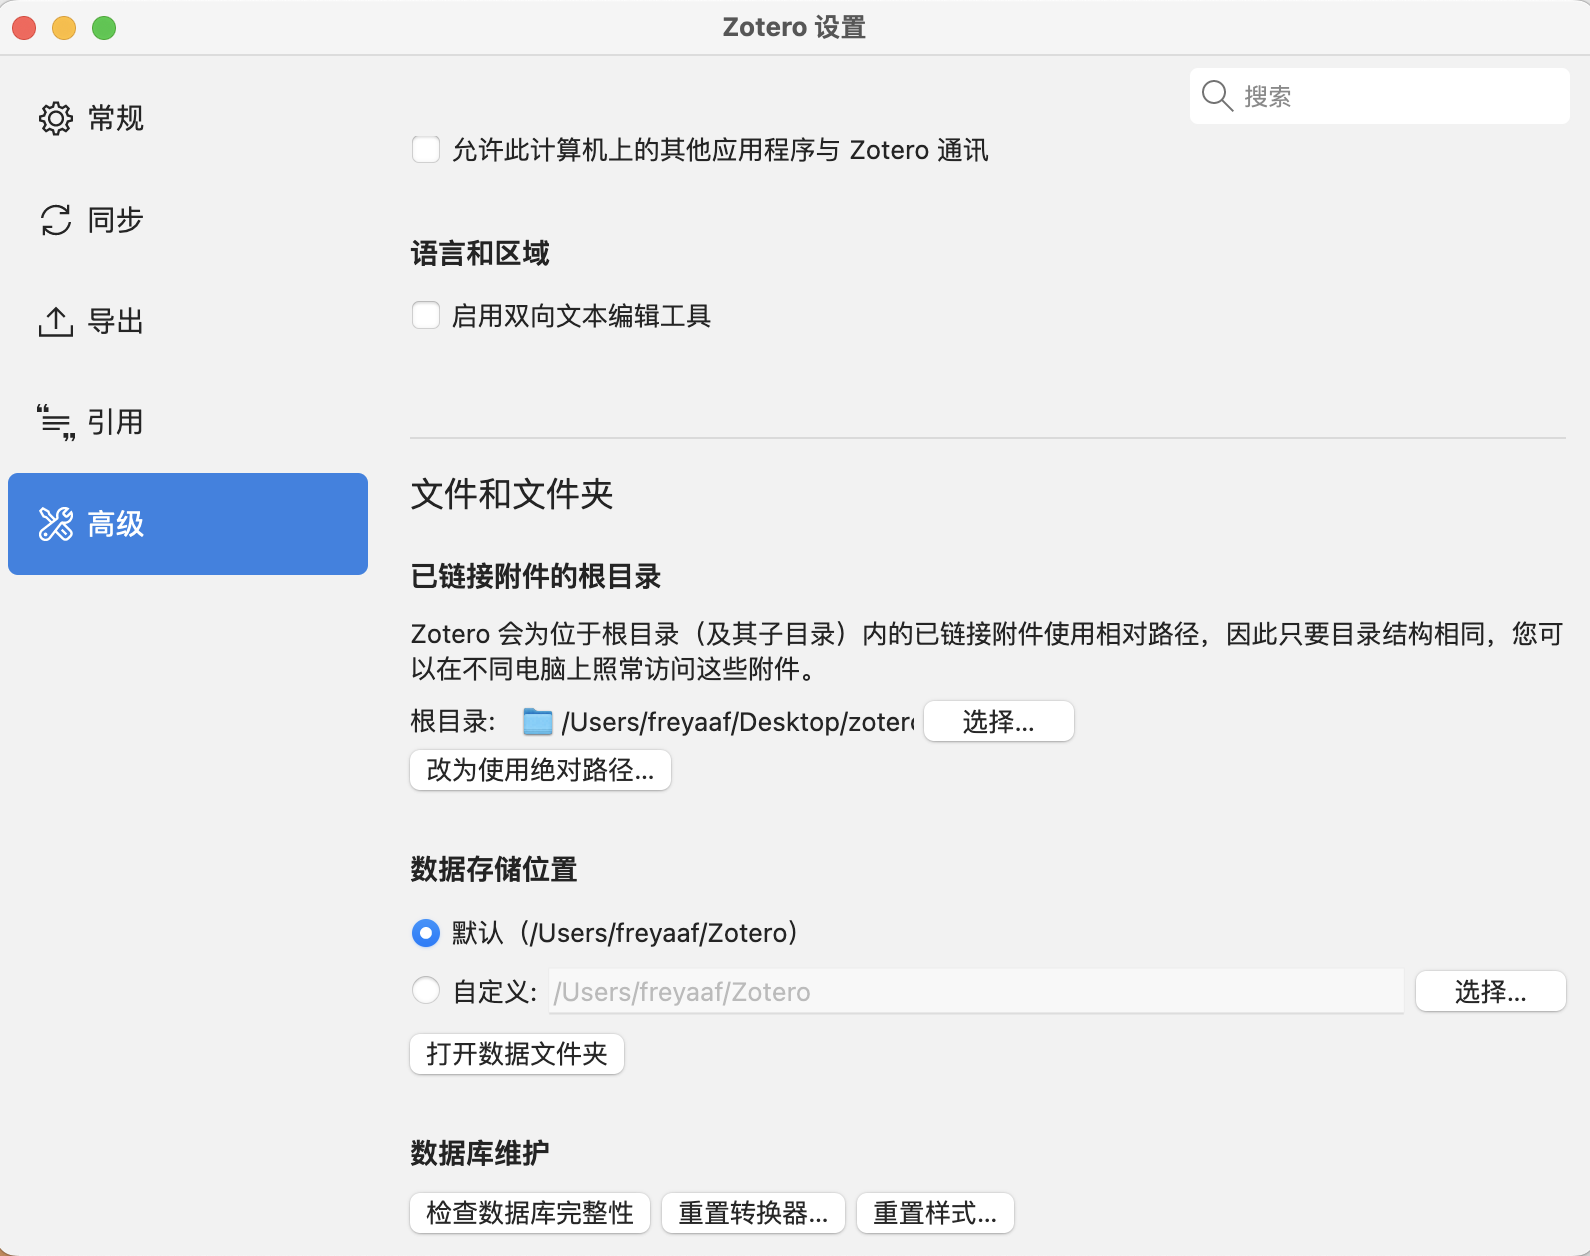 Zotero 设置
搜索
常规
同步
导出
引用
高级
允许此计算机上的其他应用程序与 Zotero 通讯
语言和区域
启用双向文本编辑工具
文件和文件夹
已链接附件的根目录
Zotero 会为位于根目录（及其子目录）内的已链接附件使用相对路径，因此只要目录结构相同，您可
以在不同电脑上照常访问这些附件。
根目录: /Users/freyaaf/Desktop/zoter 选择...
改为使用绝对路径...
数据存储位置
默认（/Users/freyaaf/Zotero）
自定义: /Users/freyaaf/Zotero 选择...
打开数据文件夹
数据库维护
检查数据库完整性 重置转换器... 重置样式...